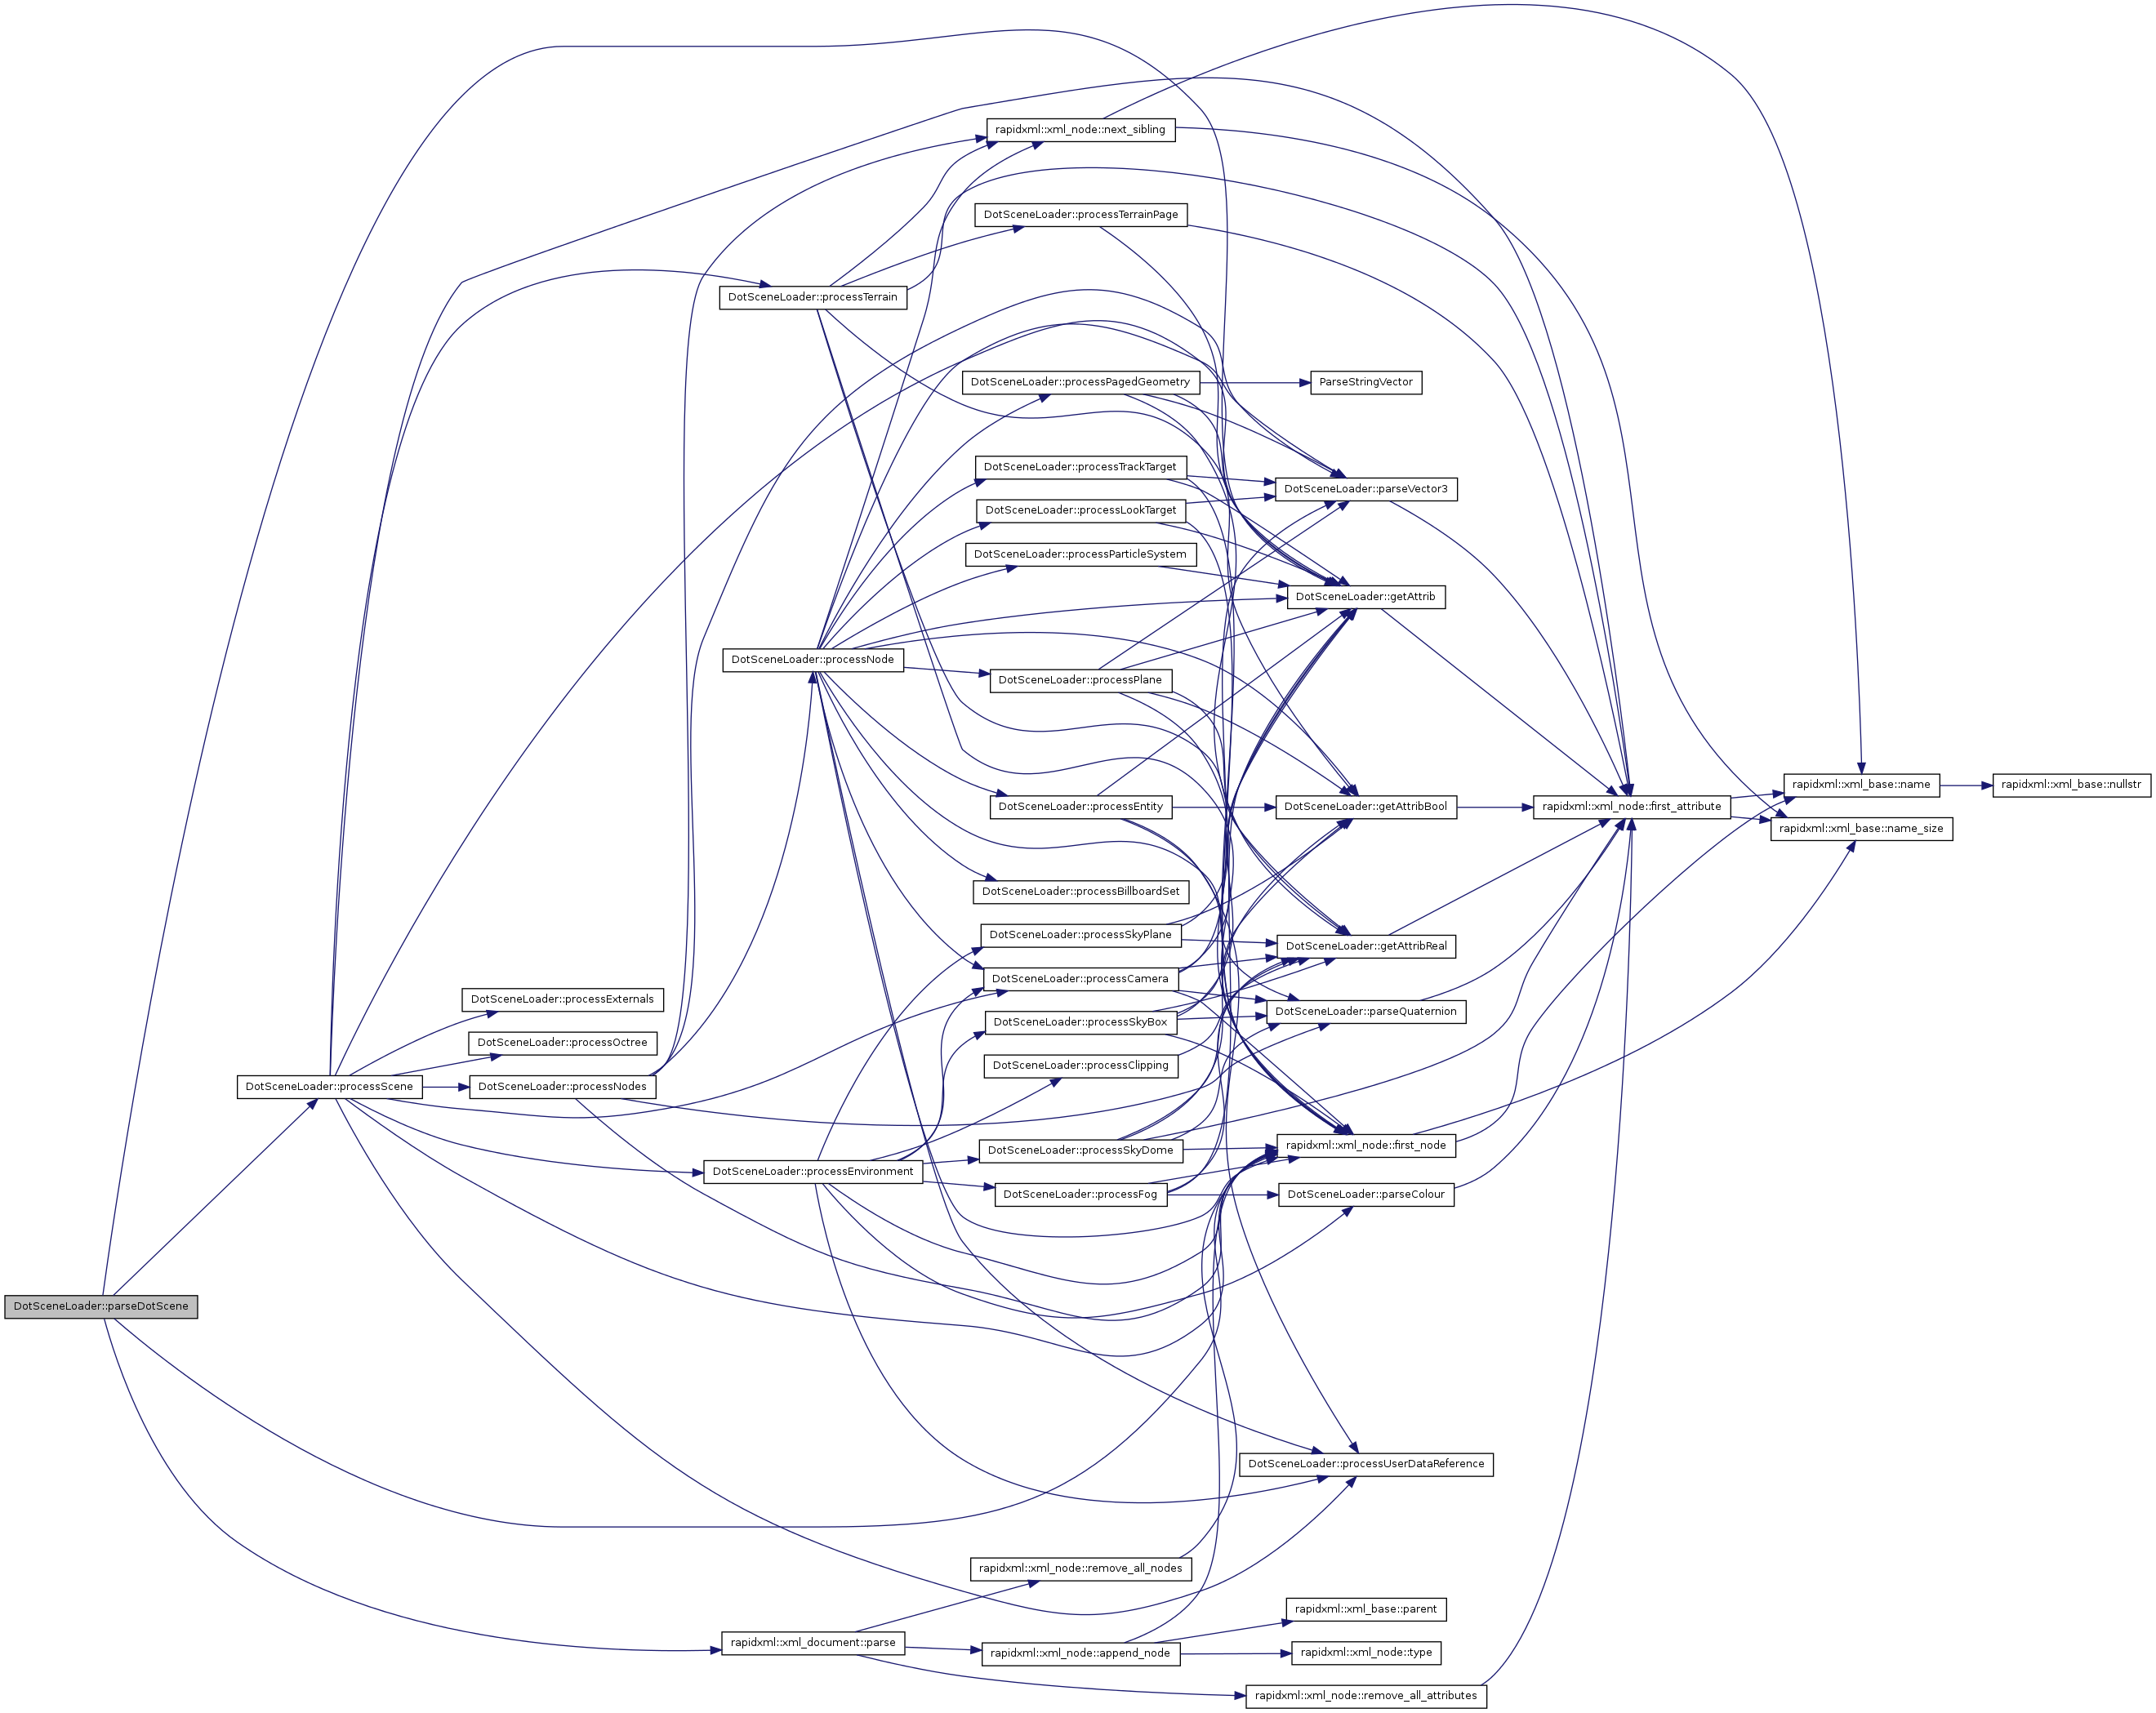 rapidxml::xml_node::next_sibling
DotSceneLoader::processTerrainPage
DotSceneLoader::processTerrain
DotSceneLoader::processPagedGeometry
ParseStringVector
DotSceneLoader::processTrackTarget
DotSceneLoader::parseVector3
DotSceneLoader::processLookTarget
DotSceneLoader::processParticleSystem
DotSceneLoader::getAttrib
DotSceneLoader::processNode
DotSceneLoader::processPlane
rapidxml::xml_base::name
rapidxml::xml_base::nullstr
DotSceneLoader::processEntity
DotSceneLoader::getAttribBool
rapidxml::xml_node::first_attribute
rapidxml::xml_base::name_size
DotSceneLoader::processBillboardSet
DotSceneLoader::processSkyPlane
DotSceneLoader::getAttribReal
DotSceneLoader::processCamera
DotSceneLoader::processExternals
DotSceneLoader::parseQuaternion
DotSceneLoader::processSkyBox
DotSceneLoader::processOctree
DotSceneLoader::processClipping
DotSceneLoader::processScene
DotSceneLoader::processNodes
DotSceneLoader::processSkyDome
rapidxml::xml_node::first_node
DotSceneLoader::processEnvironment
DotSceneLoader::processFog
DotSceneLoader::parseColour
DotSceneLoader::parseDotScene
DotSceneLoader::processUserDataReference
rapidxml::xml_node::remove_all_nodes
rapidxml::xml_base::parent
rapidxml::xml_document::parse
rapidxml::xml_node::append_node
rapidxml::xml_node::type
rapidxml::xml_node::remove_all_attributes